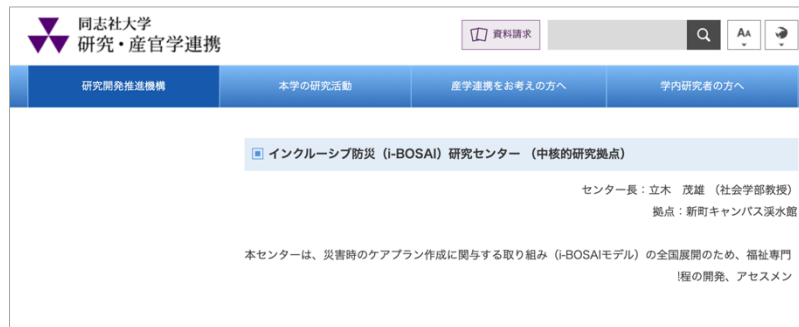 同志社大学
研究・産官学連携
資料請求
AA
研究開発推進機構
本学の研究活動
産学連携をお考えの方へ
学内研究者の方へ
インクルーシブ防災（i-BOSAI）研究センター （中核的研究拠点）
センター長：立木 茂雄 （社会学部教授）
拠点：新町キャンパス渓水館
本センターは、災害時のケアプラン作成に関与する取り組み（i-BOSAIモデル）の全国展開のため、福祉専門
程の開発、アセスメン